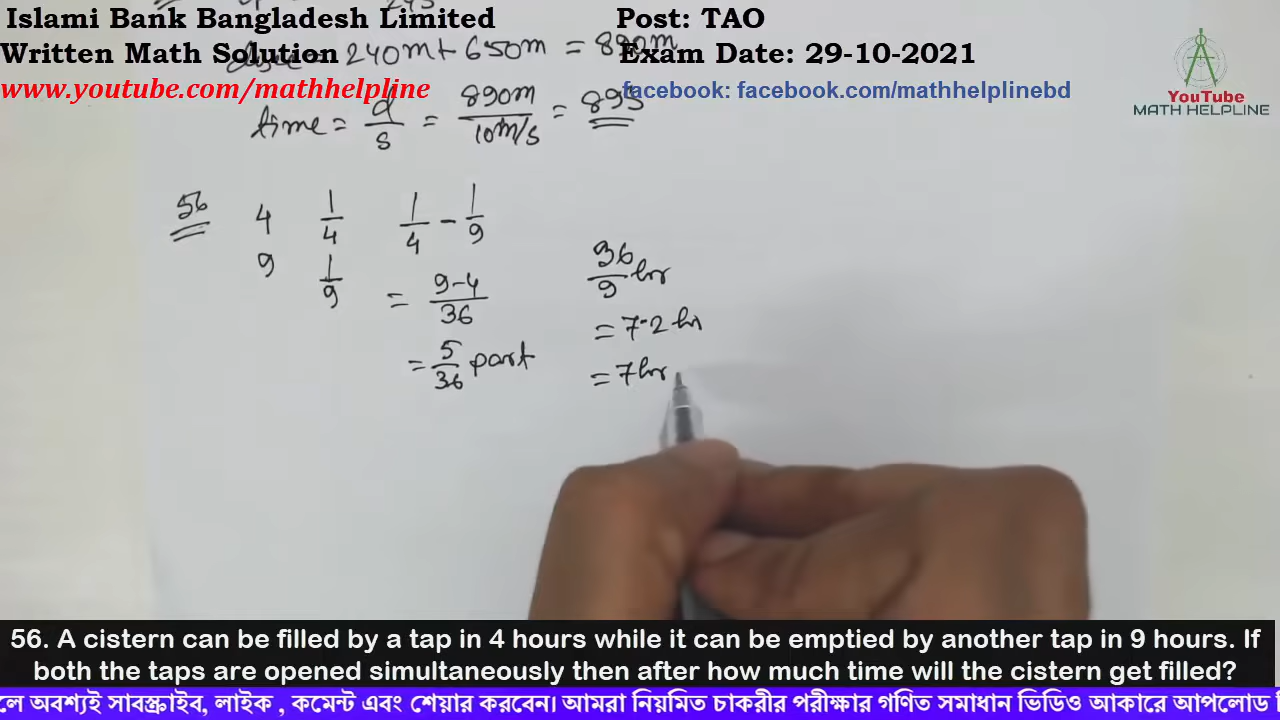 Islami Bank Bangladesh Limited Post: TAO
Written Math Solution Exam Date: 29-10-2021
240m + 650m = 890m
www.youtube.com/mathhelpline facebook: facebook.com/mathhelplinebd
YouTube
MATH HELPLINE
time = d/s = 890m/10m/s = 89s
56 4 1/4 1/4 - 1/9
9 1/9 = 9-4/36 36/9 hr
= 7.2 hr
= 5/36 part = 7hr
56. A cistern can be filled by a tap in 4 hours while it can be emptied by another tap in 9 hours. If
both the taps are opened simultaneously then after how much time will the cistern get filled?
লে অবশ্যই সাবস্ক্রাইব, লাইক , কমেন্ট এবং শেয়ার করবেন। আমরা নিয়মিত চাকরীর পরীক্ষার গণিত সমাধান ভিডিও আকারে আপলোড